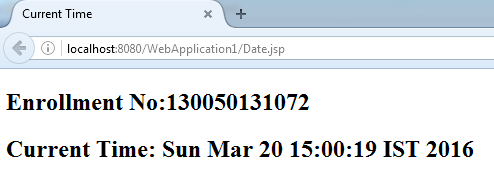 Current Time
localhost:8080/WebApplication1/Date.jsp
Enrollment No:130050131072
Current Time: Sun Mar 20 15:00:19 IST 2016